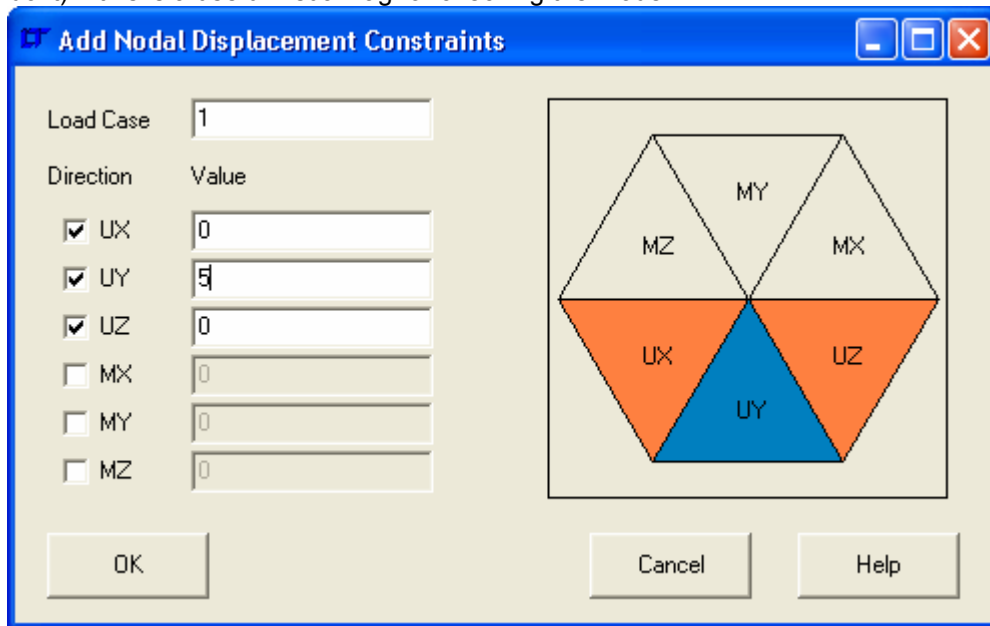 Add Nodal Displacement Constraints
Load Case 1
Direction Value
UX 0
UY 5
UZ 0
MX 0
MY 0
MZ 0
MY
MZ MX
UX UZ
UY
OK Cancel Help